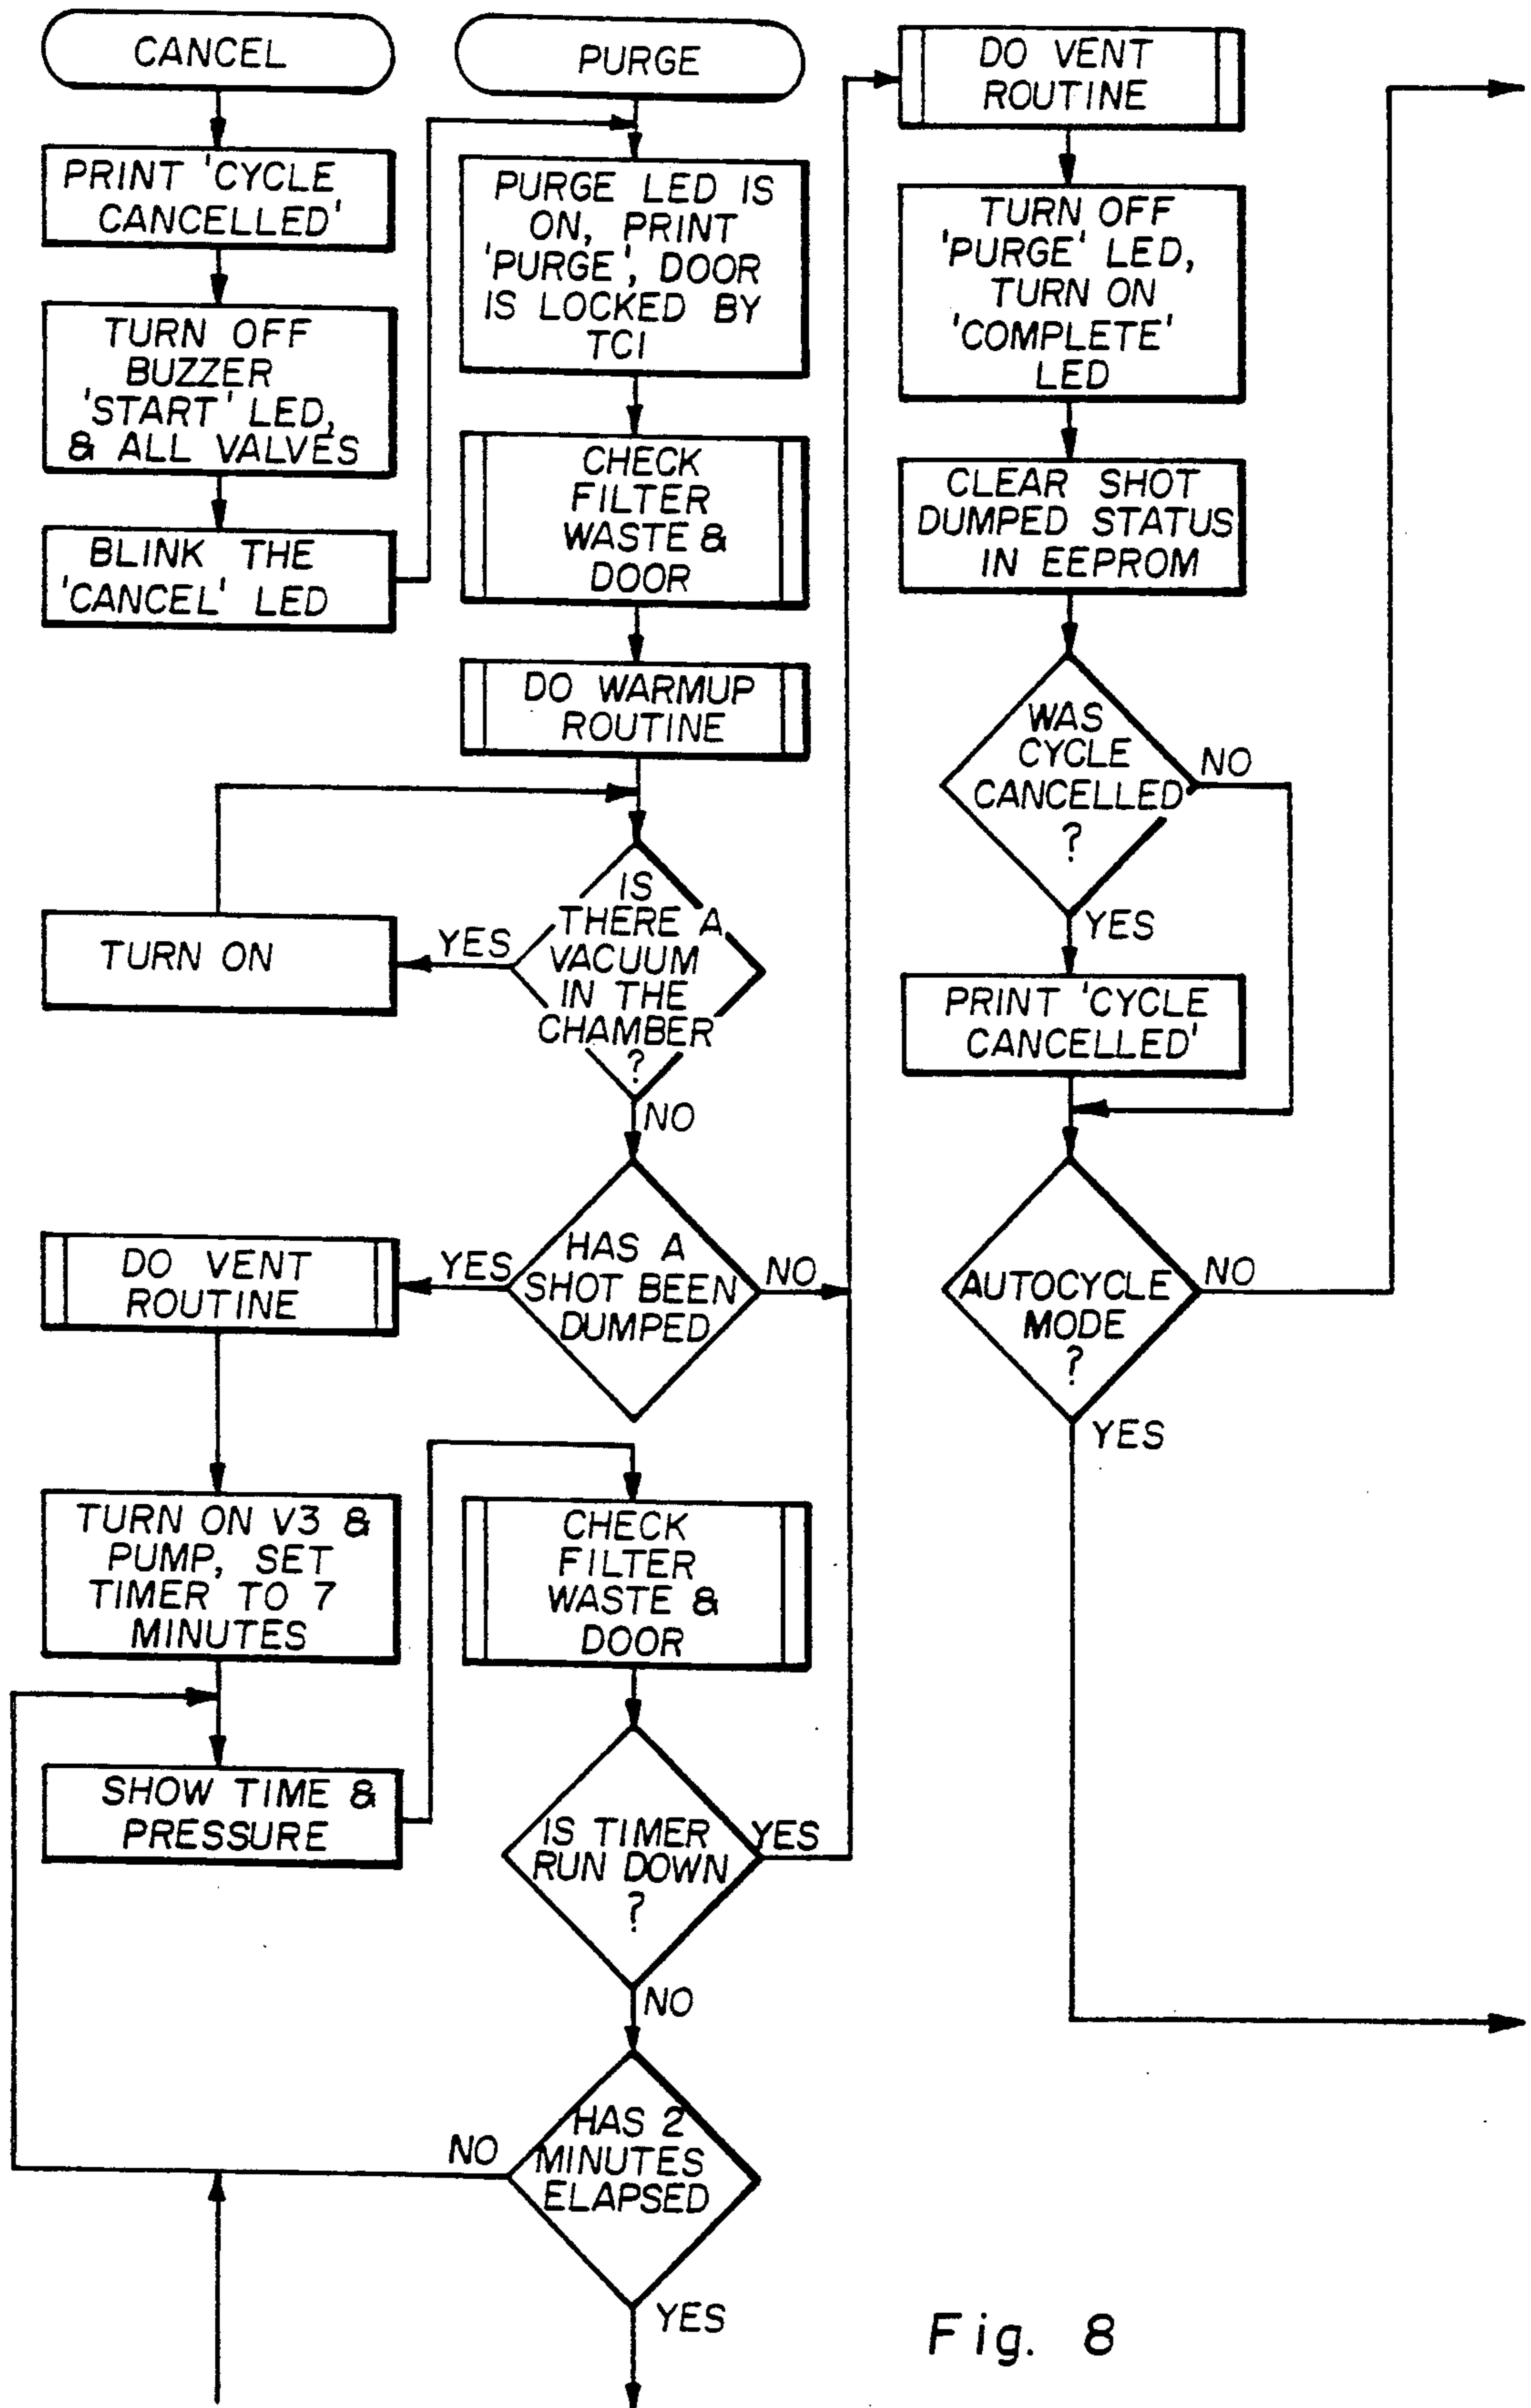 CANCEL
PRINT 'CYCLE
CANCELLED'
TURN OFF
BUZZER
'START' LED,
& ALL VALVES
BLINK THE
'CANCEL' LED
PURGE
PURGE LED IS
ON, PRINT
'PURGE', DOOR
IS LOCKED BY
TCI
CHECK
FILTER
WASTE &
DOOR
DO WARMUP
ROUTINE
IS
THERE A
VACUUM
IN THE
CHAMBER
?
YES
TURN ON
NO
HAS A
SHOT BEEN
DUMPED
YES
NO
DO VENT
ROUTINE
TURN ON V3 &
PUMP, SET
TIMER TO 7
MINUTES
SHOW TIME &
PRESSURE
CHECK
FILTER
WASTE &
DOOR
IS TIMER
RUN DOWN
?
YES
NO
HAS 2
MINUTES
ELAPSED
NO
YES
DO VENT
ROUTINE
TURN OFF
'PURGE' LED,
TURN ON
'COMPLETE'
LED
CLEAR SHOT
DUMPED STATUS
IN EEPROM
WAS
CYCLE
CANCELLED
?
NO
YES
PRINT 'CYCLE
CANCELLED'
AUTOCYCLE
MODE
?
NO
YES
Fig. 8